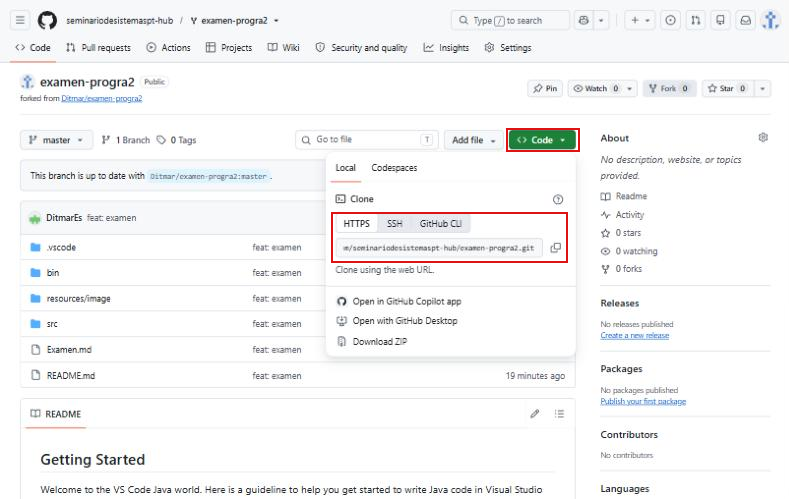 seminariodesistemaspt-hub / examen-progra2
Type / to search
Code Pull requests Actions Projects Wiki Security and quality Insights Settings
examen-progra2 Public
forked from Ditmar/examen-progra2
Pin Watch 0 Fork 0 Star 0
master 1 Branch 0 Tags Go to file T Add file Code
This branch is up to date with Ditmar/examen-progra2:master .
DitmarEs feat: examen
.vscode feat: examen
bin feat: examen
resources/image feat: examen
src feat: examen
Examen.md feat: examen
README.md feat: examen 19 minutes ago
Local Codespaces
Clone
HTTPS SSH GitHub CLI
m/seminariodesistemaspt-hub/examen-progra2.git
Clone using the web URL.
Open in GitHub Copilot app
Open with GitHub Desktop
Download ZIP
README
Getting Started
Welcome to the VS Code Java world. Here is a guideline to help you get started to write Java code in Visual Studio
About
No description, website, or topics
provided.
Readme
Activity
0 stars
0 watching
0 forks
Releases
No releases published
Create a new release
Packages
No packages published
Publish your first package
Contributors
No contributors
Languages